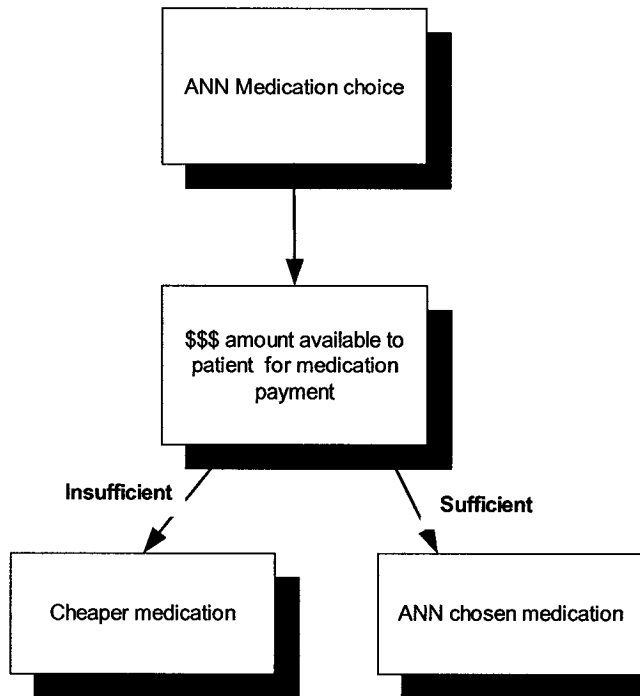 ANN Medication choice
$$$ amount available to
patient for medication
payment
Insufficient
Sufficient
Cheaper medication
ANN chosen medication